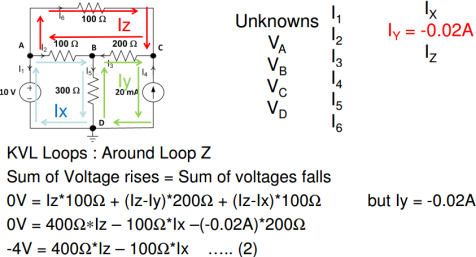 I6 100 Ω Iz
A I2 100 Ω B 200 Ω C
I3
I1 I5 I4
10 V 300 Ω Iy 20 mA
Ix
D
Unknowns
VA
VB
VC
VD
I1
I2
I3
I4
I5
I6
IX
IY = -0.02A
IZ
KVL Loops : Around Loop Z
Sum of Voltage rises = Sum of voltages falls
0V = Iz*100Ω + (Iz-Iy)*200Ω + (Iz-Ix)*100Ω but Iy = -0.02A
0V = 400Ω*Iz – 100Ω*Ix –(-0.02A)*200Ω
-4V = 400Ω*Iz – 100Ω*Ix ….. (2)